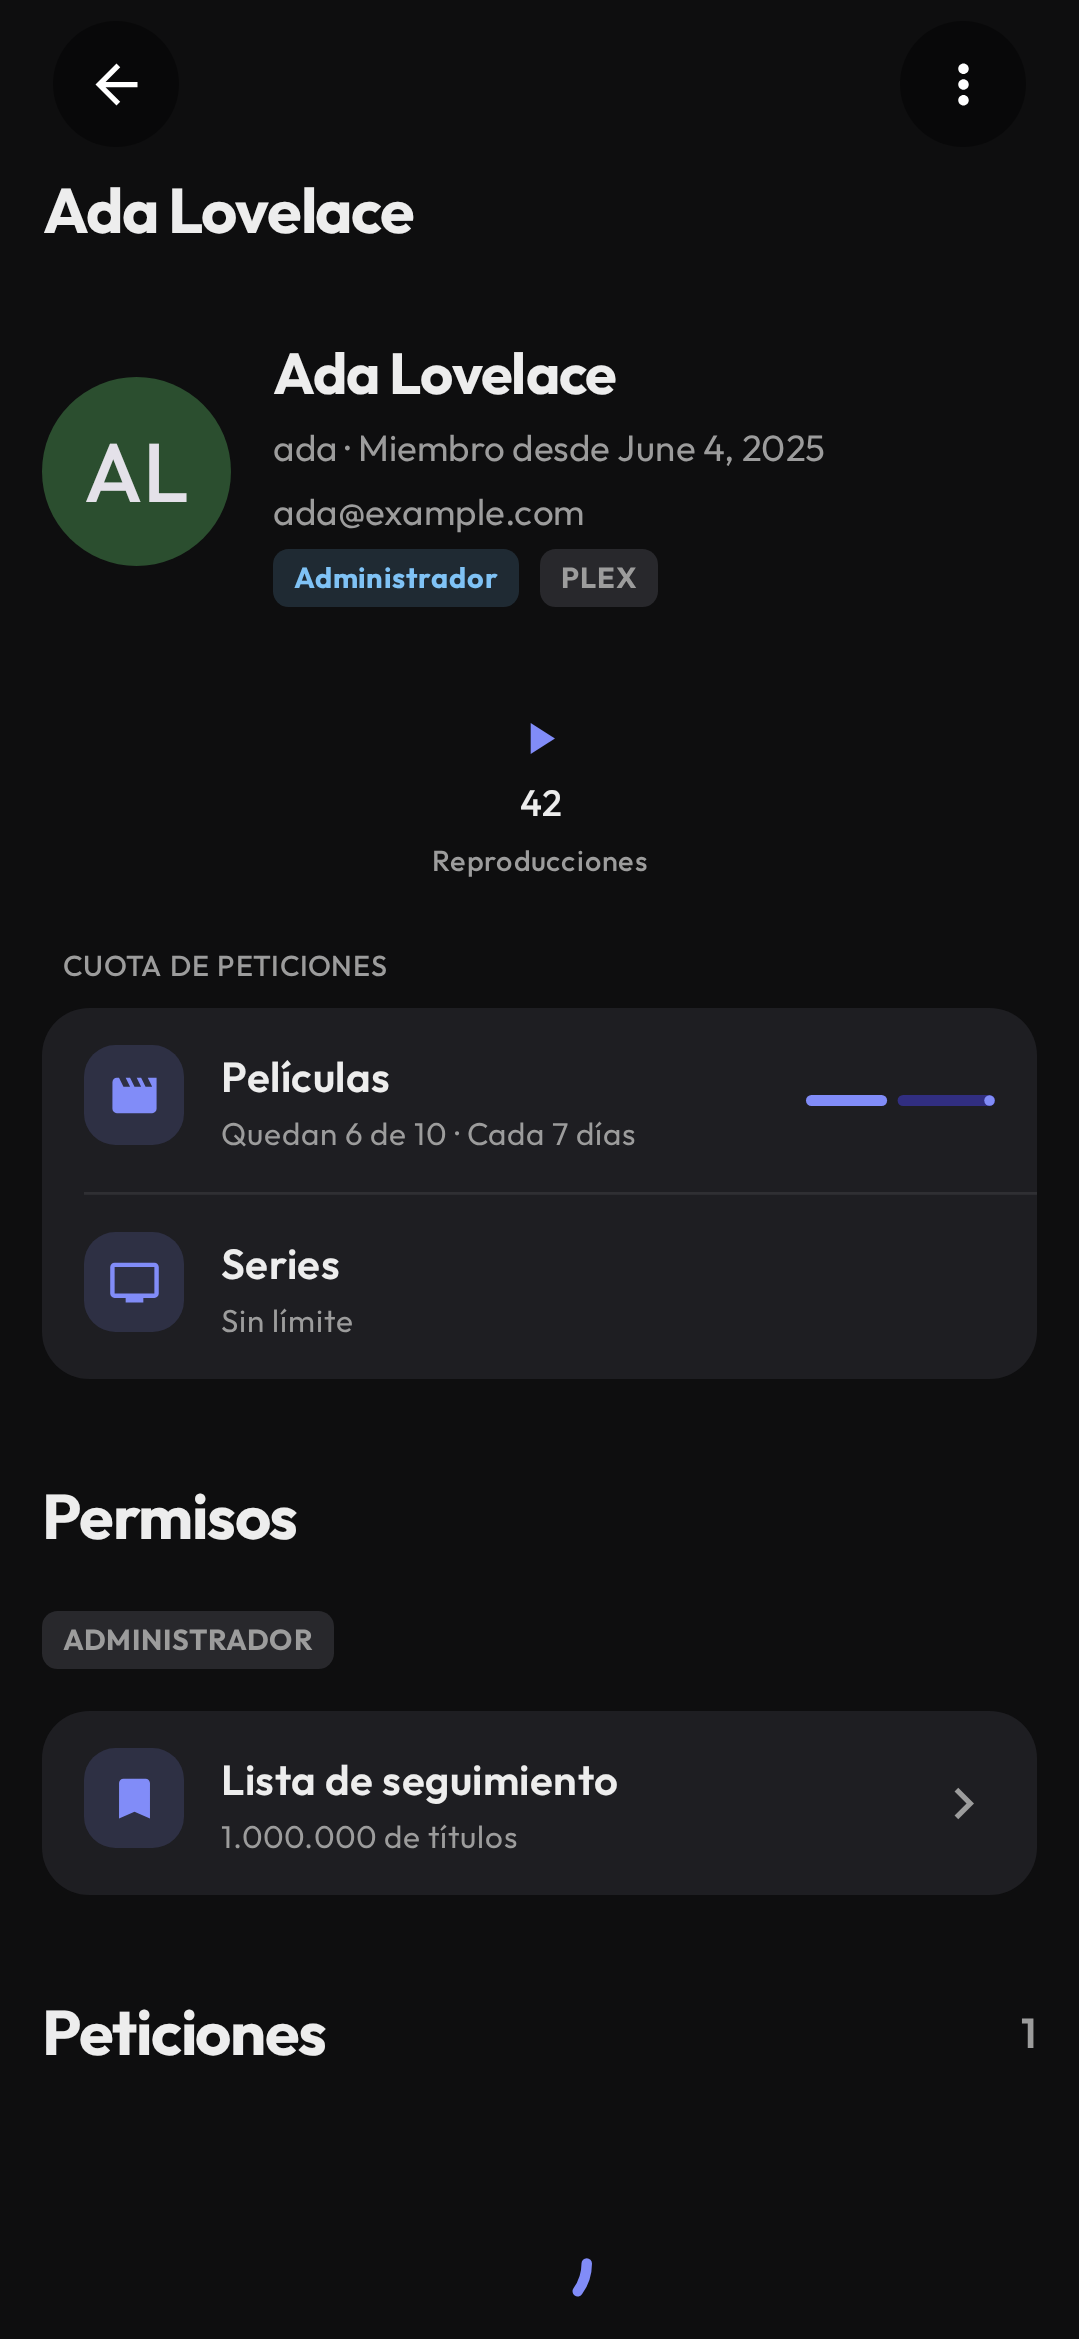 Ada Lovelace
AL
Ada Lovelace
ada · Miembro desde June 4, 2025
ada@example.com
Administrador PLEX
42
Reproducciones
CUOTA DE PETICIONES
Películas
Quedan 6 de 10 · Cada 7 días
Series
Sin límite
Permisos
ADMINISTRADOR
Lista de seguimiento
1.000.000 de títulos
Peticiones 1